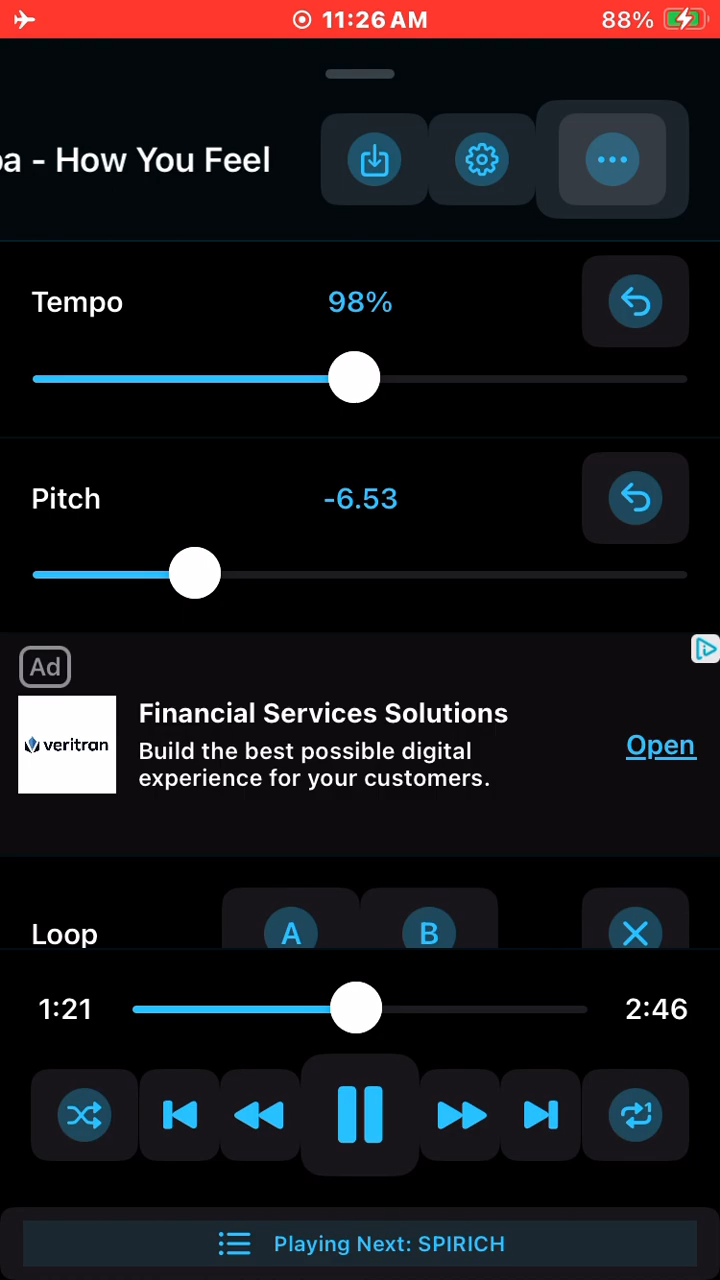 11:26 AM
88%
a - How You Feel
Tempo
98%
Pitch
-6.53
Ad
veritran
Financial Services Solutions
Build the best possible digital
experience for your customers.
Open
Loop
A
B
1:21
2:46
Playing Next: SPIRICH